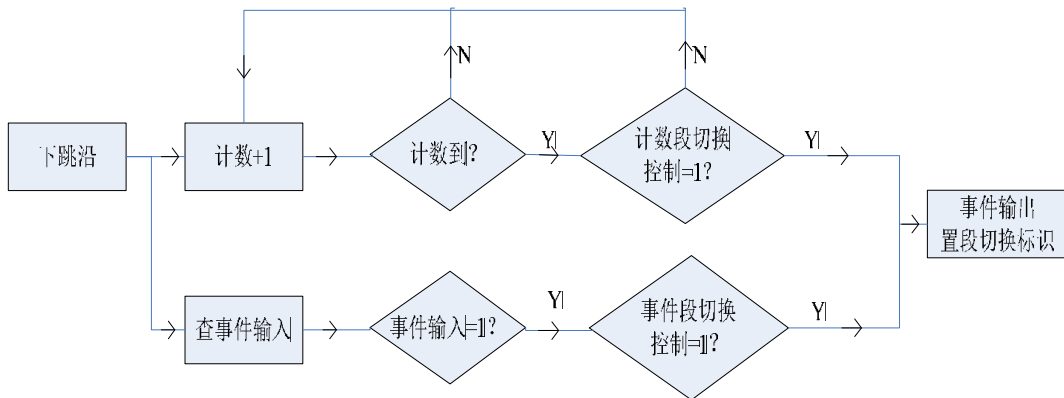 N
N
下跳沿
计数+1
计数到?
Y
计数段切换
控制=1?
Y
事件输出
置段切换标识
查事件输入
事件输入=1?
Y
事件段切换
控制=1?
Y